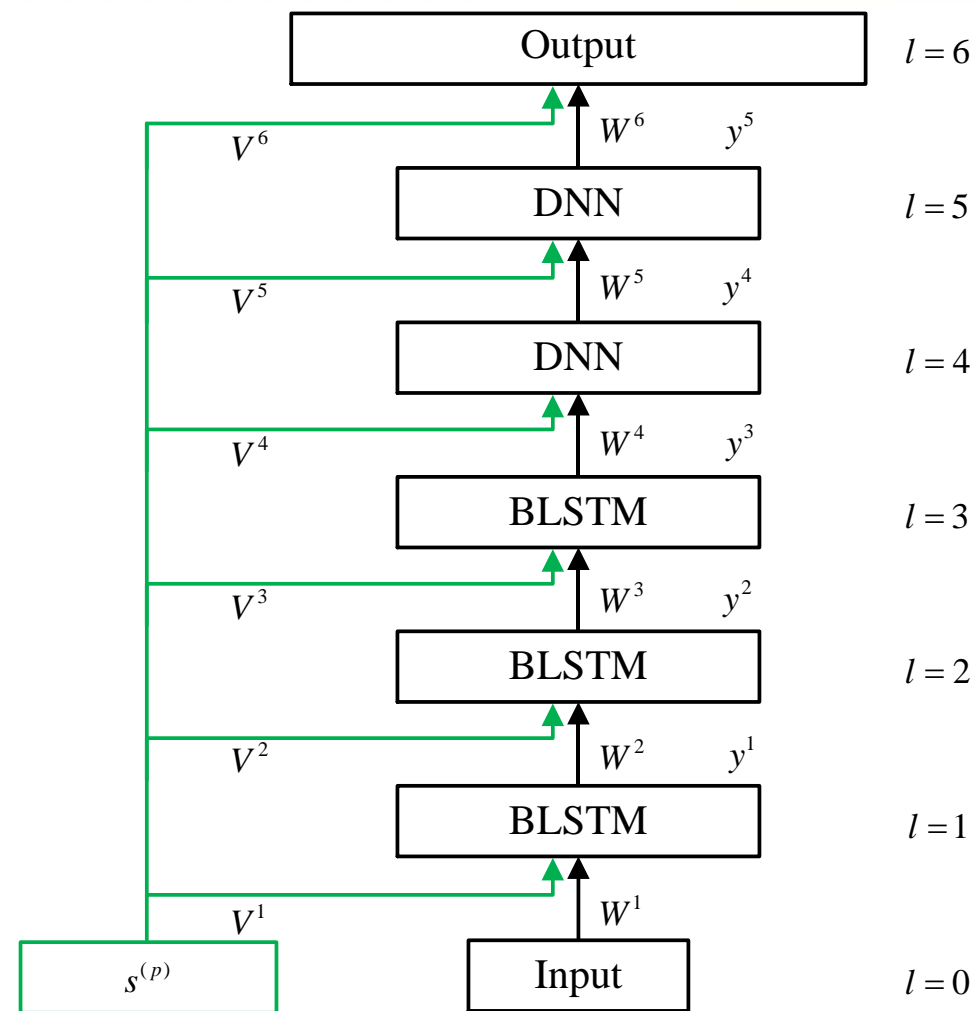 Output l = 6
V^6 W^6 y^5
DNN l = 5
V^5 W^5 y^4
DNN l = 4
V^4 W^4 y^3
BLSTM l = 3
V^3 W^3 y^2
BLSTM l = 2
V^2 W^2 y^1
BLSTM l = 1
V^1 W^1
s^(p) Input l = 0